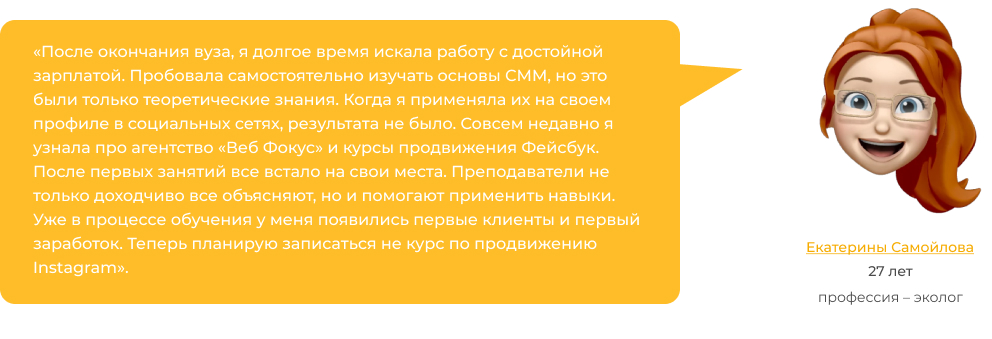 «После окончания вуза, я долгое время искала работу с достойной
зарплатой. Пробовала самостоятельно изучать основы СММ, но это
были только теоретические знания. Когда я применяла их на своем
профиле в социальных сетях, результата не было. Совсем недавно я
узнала про агентство «Веб Фокус» и курсы продвижения Фейсбук.
После первых занятий все встало на свои места. Преподаватели не
только доходчиво все объясняют, но и помогают применить навыки.
Уже в процессе обучения у меня появились первые клиенты и первый
заработок. Теперь планирую записаться не курс по продвижению
Instagram».
Екатерины Самойлова
27 лет
профессия – эколог